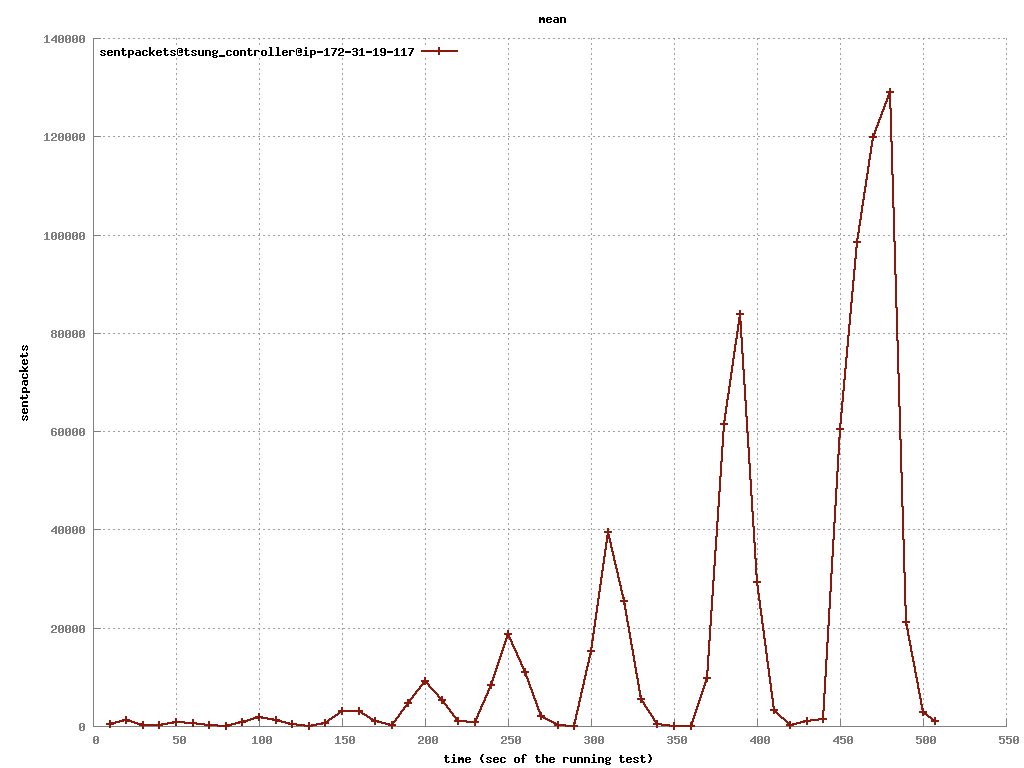 mean
sentpackets@tsung_controller@ip-172-31-19-117
140000
120000
100000
80000
60000
40000
20000
0
sentpackets
0 50 100 150 200 250 300 350 400 450 500 550
time (sec of the running test)